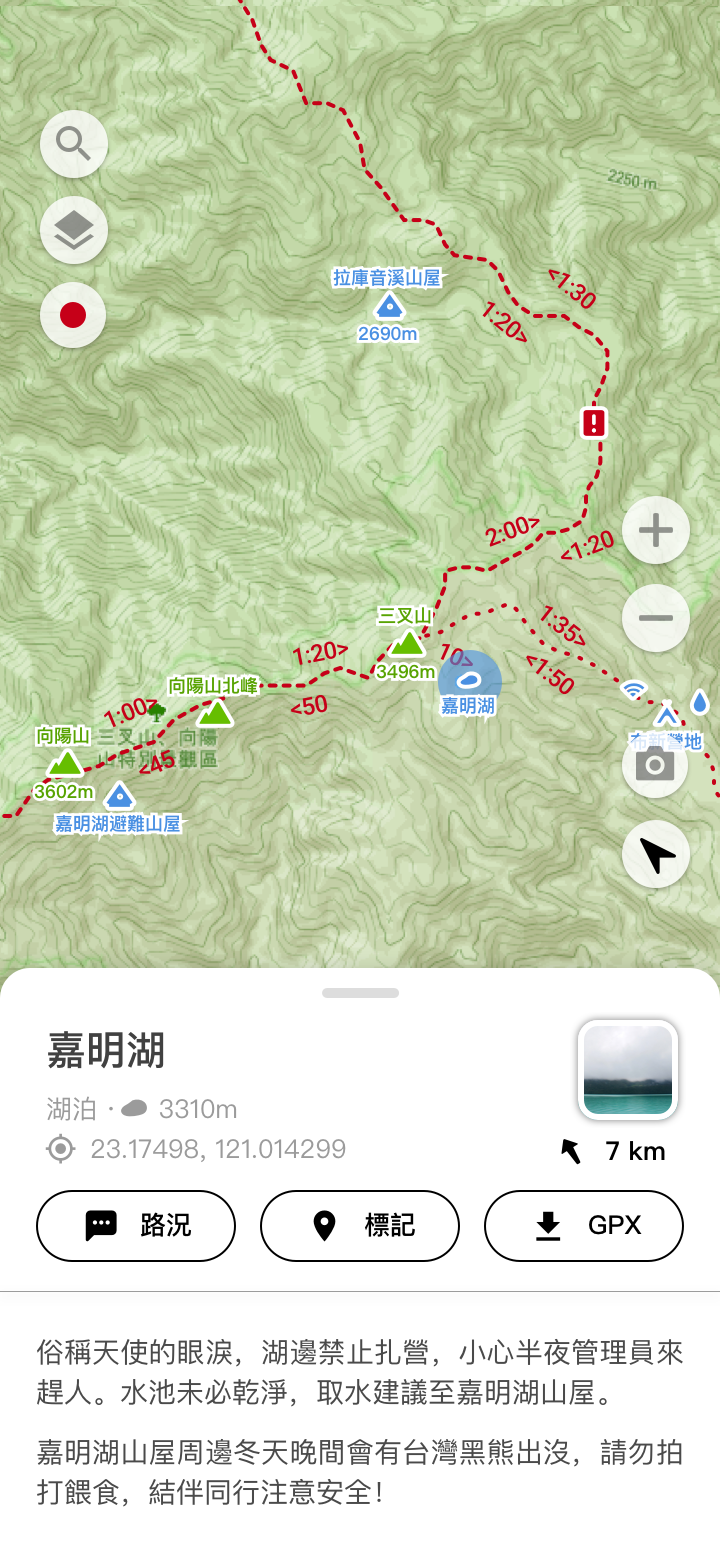 2250 m
拉庫音溪山屋
2690m
<1:30
1:20>
2:00>
<1:20
三叉山
3496m
1:35>
<1:50
10>
嘉明湖
1:20>
<50
向陽山北峰
1:00>
三叉山、向陽
山特別景觀區
<45
向陽山
3602m
嘉明湖避難山屋
布新營地
嘉明湖
湖泊 · 3310m
23.17498, 121.014299
7 km
路況
標記
GPX
俗稱天使的眼淚，湖邊禁止扎營，小心半夜管理員來
趕人。水池未必乾淨，取水建議至嘉明湖山屋。
嘉明湖山屋周邊冬天晚間會有台灣黑熊出沒，請勿拍
打餵食，結伴同行注意安全！